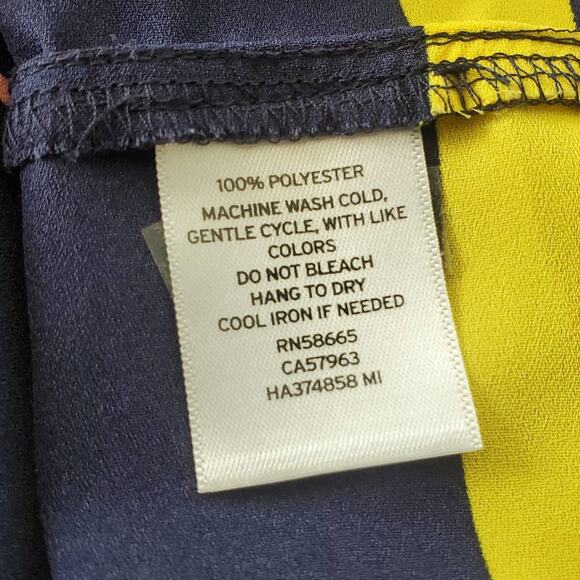 100% POLYESTER
MACHINE WASH COLD,
GENTLE CYCLE, WITH LIKE
COLORS
DO NOT BLEACH
HANG TO DRY
COOL IRON IF NEEDED
RN58665
CA57963
HA374858 MI